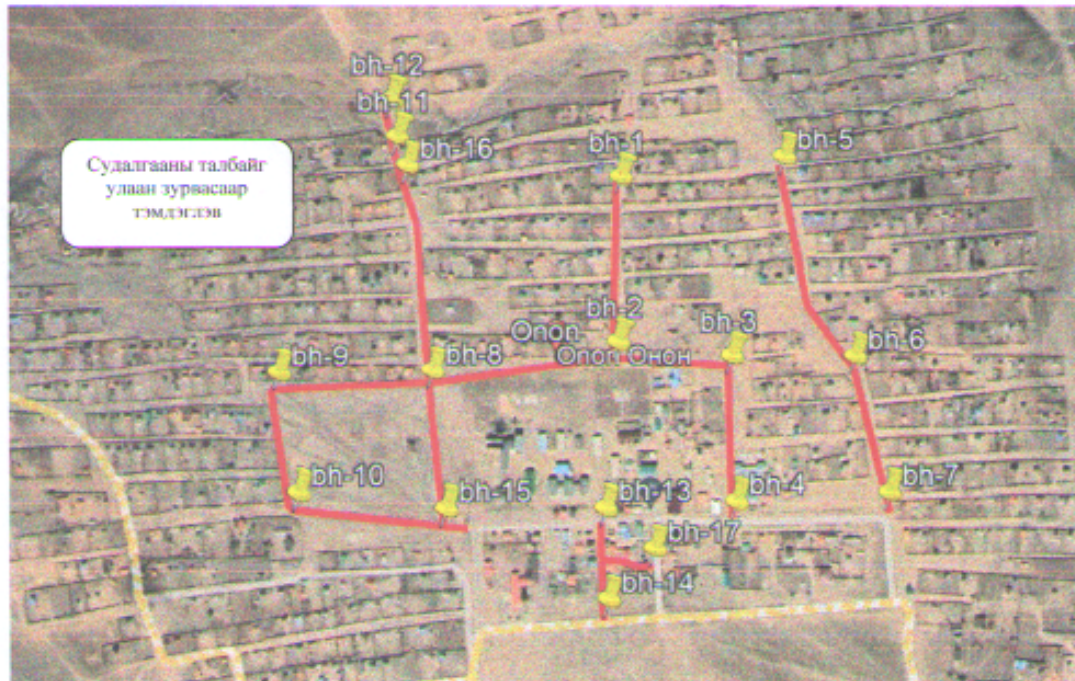 bh-12
bh-11
bh-16
bh-1
bh-5
Судалгааны талбайг
улаан зурвасаар
тэмдэглэв
bh-2
Onon
bh-3
Onon Онон
bh-6
bh-9
bh-8
bh-10
bh-15
bh-13
bh-4
bh-7
bh-17
bh-14